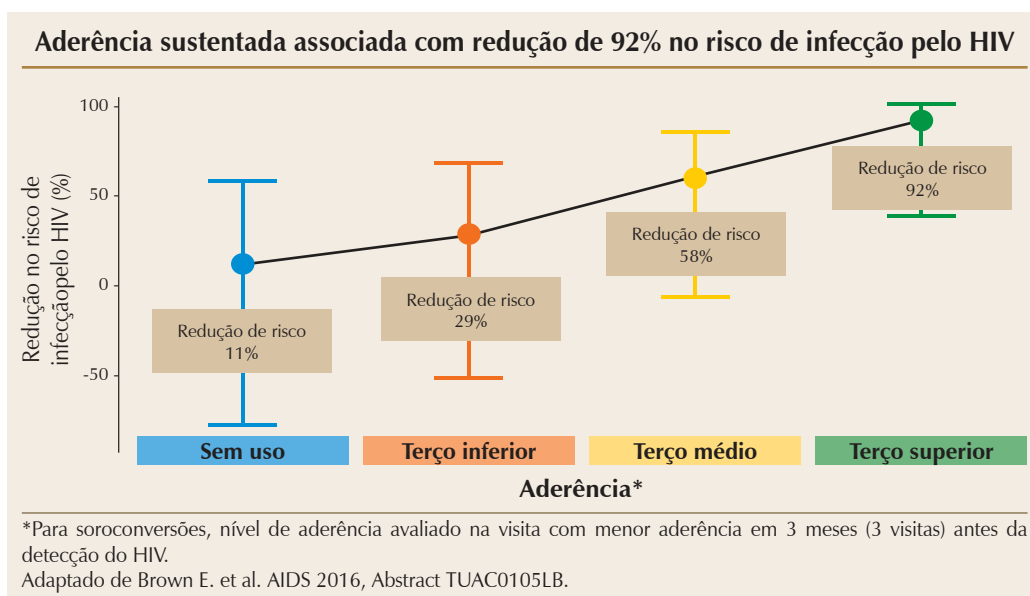 Aderência sustentada associada com redução de 92% no risco de infecção pelo HIV
Redução no risco de
infecçãopelo HIV (%)
100
50
0
-50
Redução de risco
11%
Redução de risco
29%
Redução de risco
58%
Redução de risco
92%
Sem uso
Terço inferior
Terço médio
Terço superior
Aderência*
*Para soroconversões, nível de aderência avaliado na visita com menor aderência em 3 meses (3 visitas) antes da
detecção do HIV.
Adaptado de Brown E. et al. AIDS 2016, Abstract TUAC0105LB.